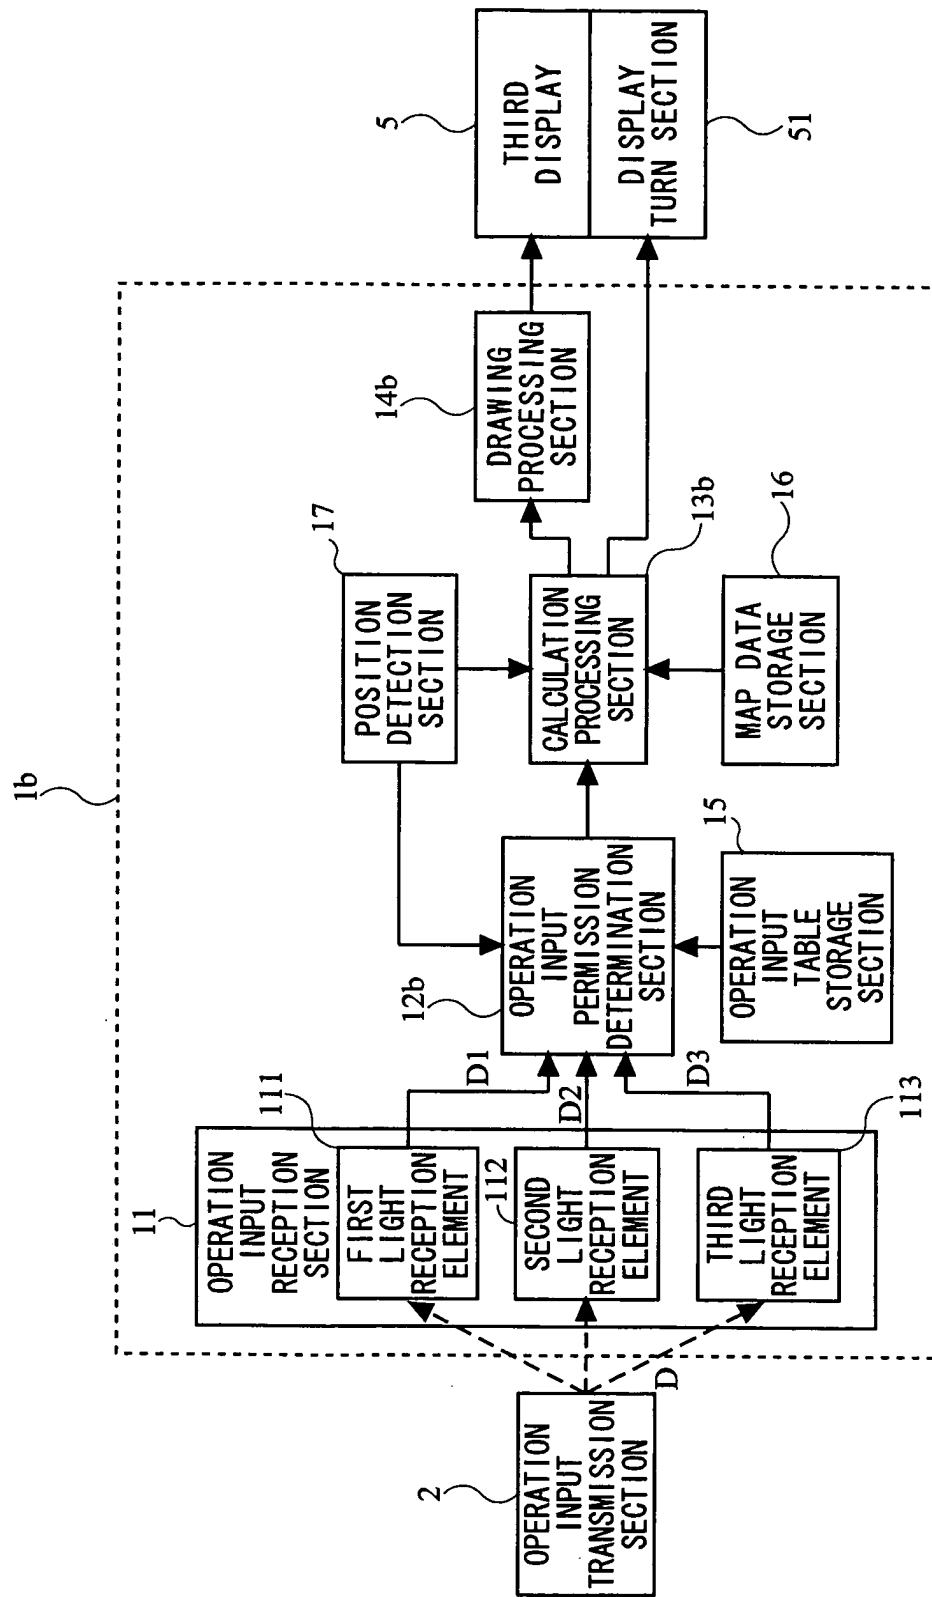 1b
2
OPERATION
INPUT
TRANSMISSION
SECTION
D
11
OPERATION
INPUT
RECEPTION
SECTION
111
FIRST
LIGHT
RECEPTION
ELEMENT
112
SECOND
LIGHT
RECEPTION
ELEMENT
113
THIRD
LIGHT
RECEPTION
ELEMENT
D1
D2
D3
12b
OPERATION
INPUT
PERMISSION
DETERMINATION
SECTION
15
OPERATION
INPUT
TABLE
STORAGE
SECTION
17
POSITION
DETECTION
SECTION
13b
CALCULATION
PROCESSING
SECTION
16
MAP DATA
STORAGE
SECTION
14b
DRAWING
PROCESSING
SECTION
5
THIRD
DISPLAY
DISPLAY
TURN SECTION
51